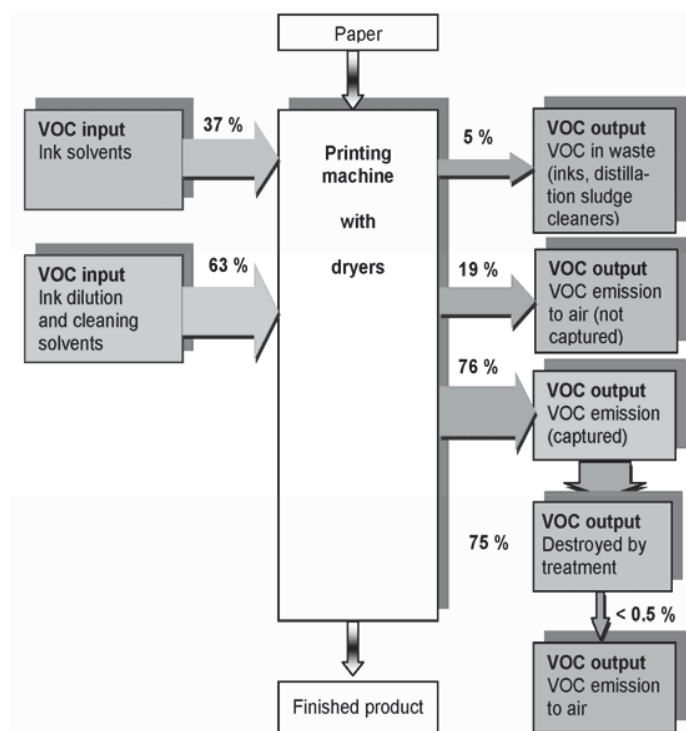 Paper
VOC input
Ink solvents
37 %
Printing
machine
with
dryers
5 %
VOC output
VOC in waste
(inks, distilla-
tion sludge
cleaners)
VOC input
Ink dilution
and cleaning
solvents
63 %
19 %
VOC output
VOC emission
to air (not
captured)
76 %
VOC output
VOC emission
(captured)
75 %
VOC output
Destroyed by
treatment
< 0.5 %
VOC output
VOC emission
to air
Finished product